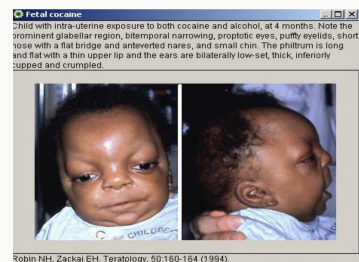 Fetal cocaine
Child with intra-uterine exposure to both cocaine and alcohol, at 4 months. Note the
prominent glabellar region, bitemporal narrowing, proptotic eyes, puffy eyelids, short
nose with a flat bridge and anteverted nares, and small chin. The philtrum is long
and flat with a thin upper lip and the ears are bilaterally low-set, thick, inferiorly
cupped and crumpled.
CHILDRE
Robin NH, Zackai EH. Teratology, 50:160-164 (1994).